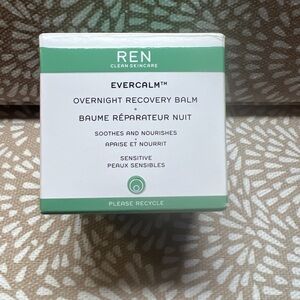 REN
CLEAN SKINCARE
EVERCALM™
OVERNIGHT RECOVERY BALM
•
BAUME RÉPARATEUR NUIT
SOOTHES AND NOURISHES
•
APAISE ET NOURRIT
SENSITIVE
PEAUX SENSIBLES
PLEASE RECYCLE